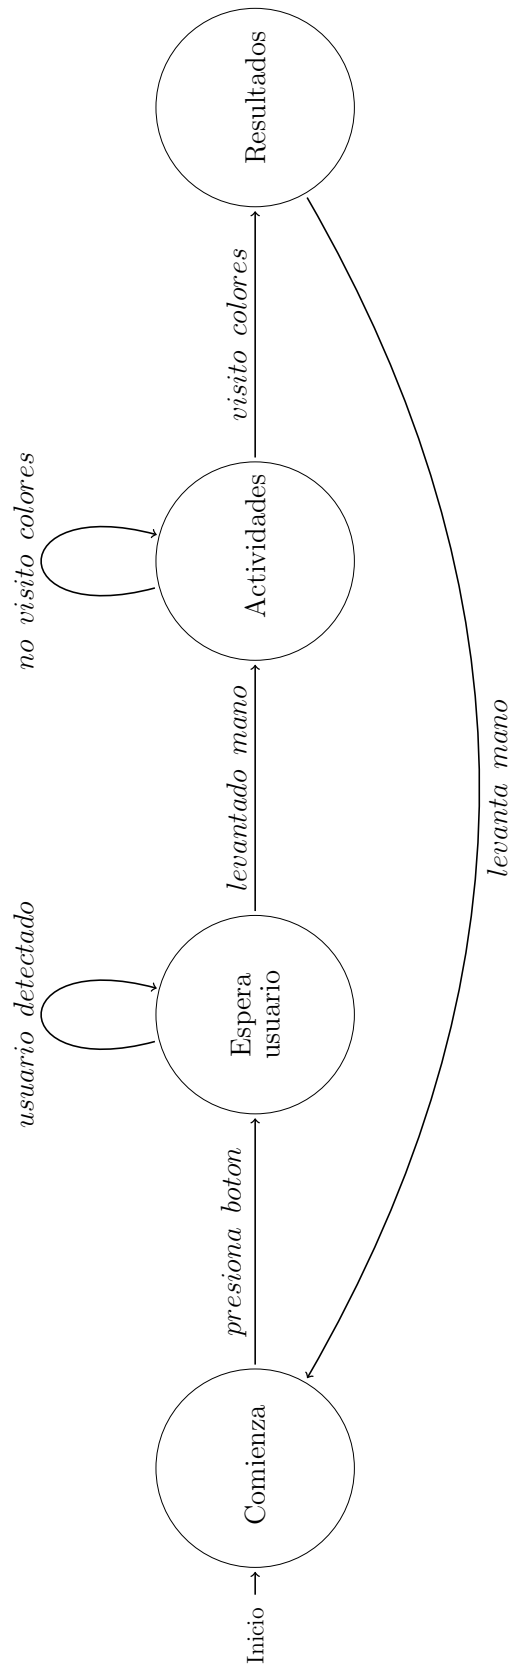 Inicio
Comienza
presiona boton
Espera
usuario
usuario detectado
levantado mano
Actividades
no visito colores
visito colores
Resultados
levanta mano